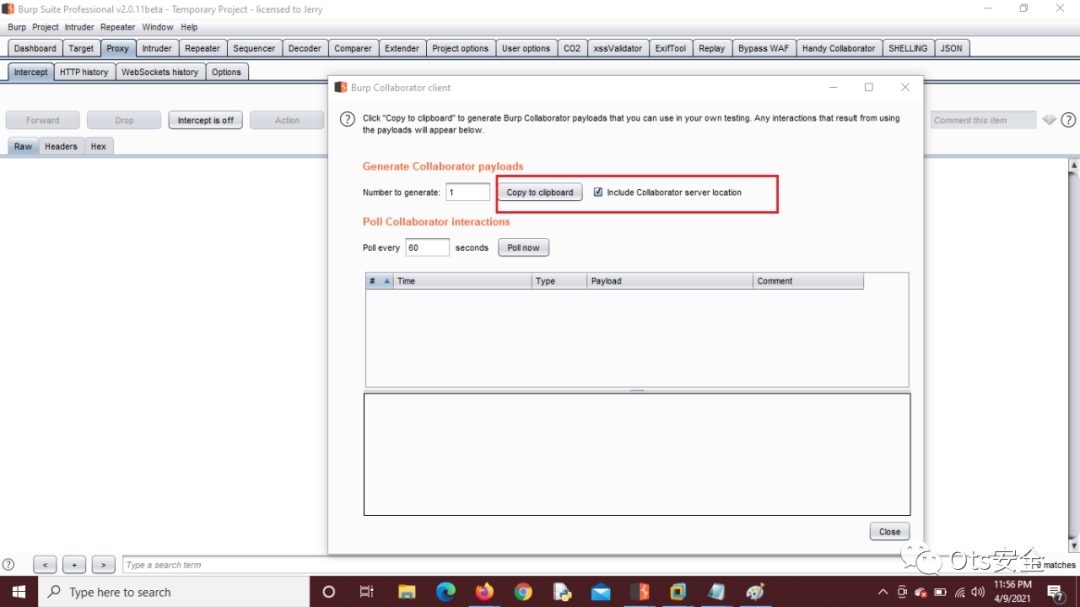 Burp Suite Professional v2.0.11beta - Temporary Project - licensed to Jerry
Burp Project Intruder Repeater Window Help
Dashboard Target Proxy Intruder Repeater Sequencer Decoder Comparer Extender Project options User options CO2 xssValidator ExifTool Replay Bypass WAF Handy Collaborator SHELLING JSON
Intercept HTTP history WebSockets history Options
Burp Collaborator client
Forward Drop Intercept is off Action
Comment this item
Raw Headers Hex
Click "Copy to clipboard" to generate Burp Collaborator payloads that you can use in your own testing. Any interactions that result from using
the payloads will appear below.
Generate Collaborator payloads
Number to generate: 1 Copy to clipboard Include Collaborator server location
Poll Collaborator interactions
Poll every 60 seconds Poll now
# Time Type Payload Comment
Close
? < + > Type a search term
matches
Ots安全
Type here to search
11:56 PM
4/9/2021
7